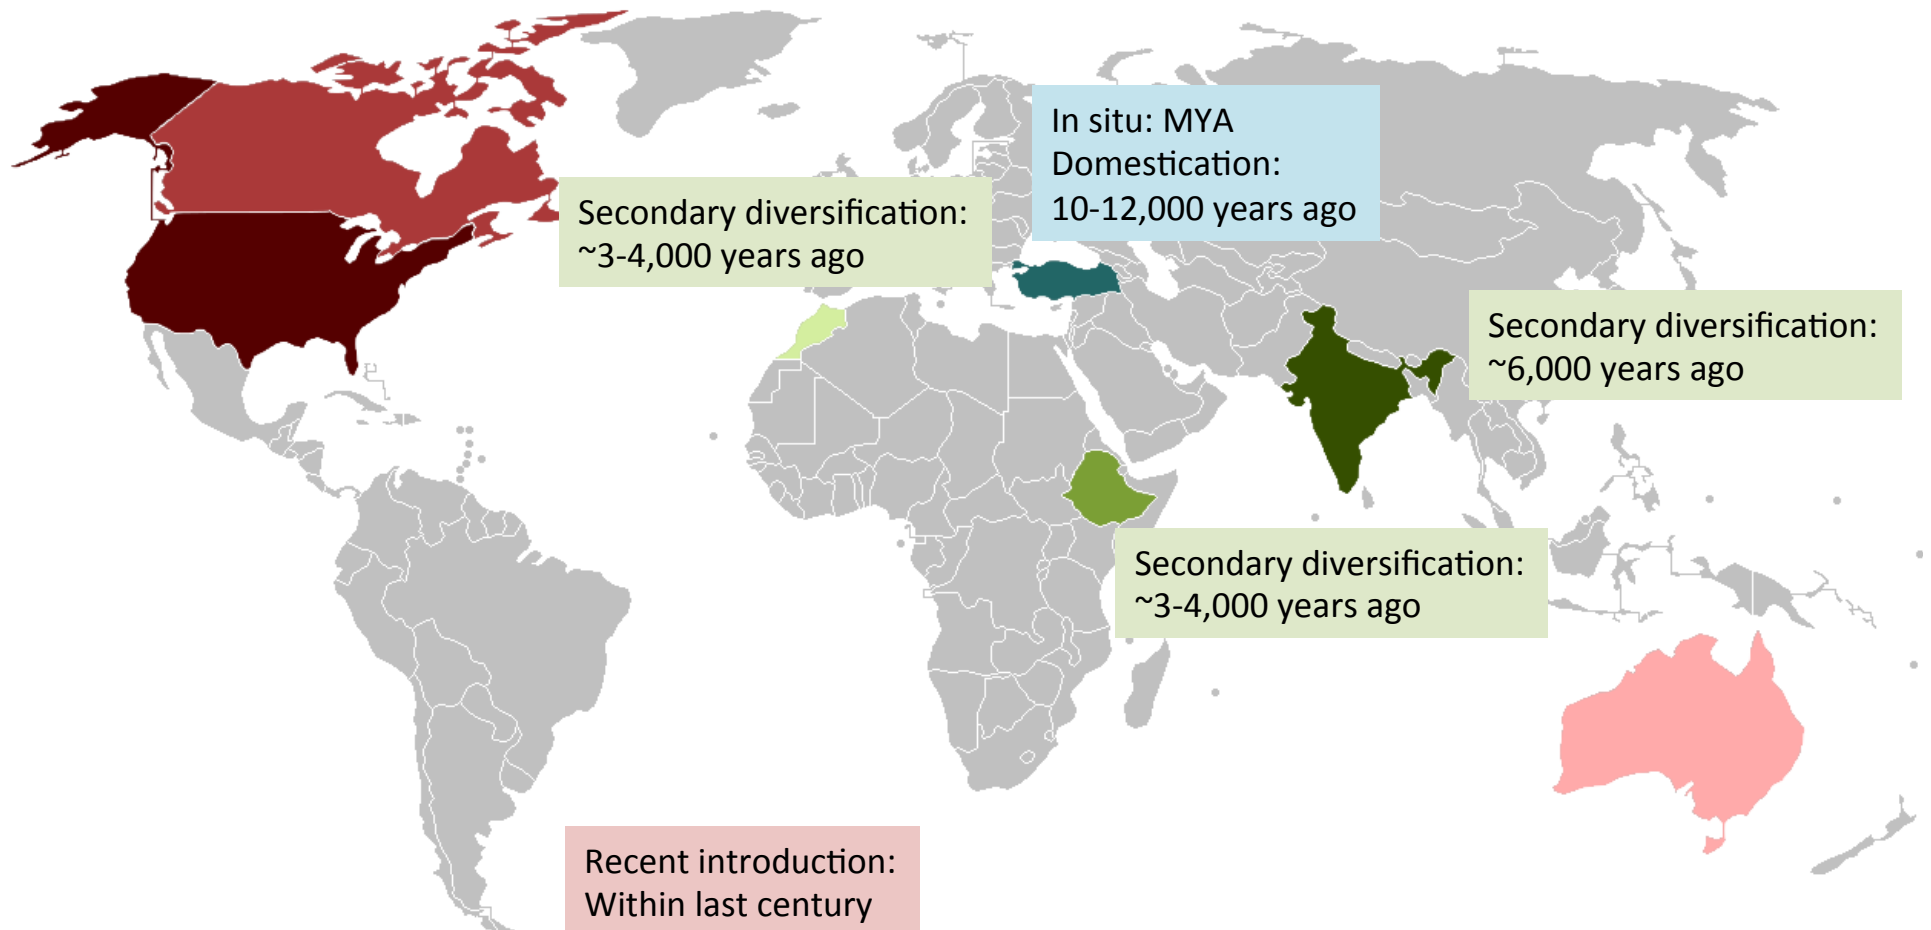 In situ: MYA
Domestication:
10-12,000 years ago
Secondary diversification:
~3-4,000 years ago
Secondary diversification:
~6,000 years ago
Secondary diversification:
~3-4,000 years ago
Recent introduction:
Within last century